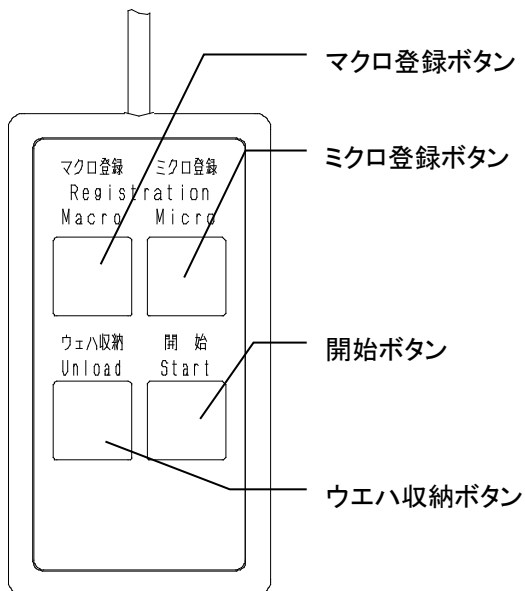 マクロ登録ボタン
ミクロ登録ボタン
マクロ登録 ミクロ登録
Registration
Macro Micro
ウェハ収納 開 始
Unload Start
開始ボタン
ウエハ収納ボタン